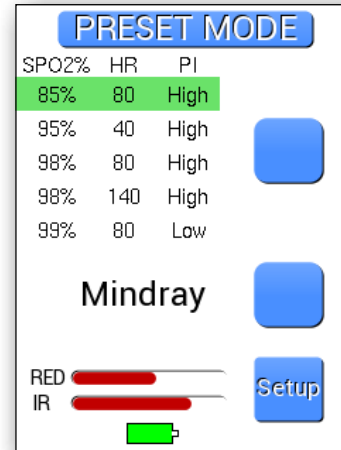 PRESET MODE
SPO2% HR PI
85% 80 High
95% 40 High
98% 80 High
98% 140 High
99% 80 Low
Mindray
RED
IR
Setup